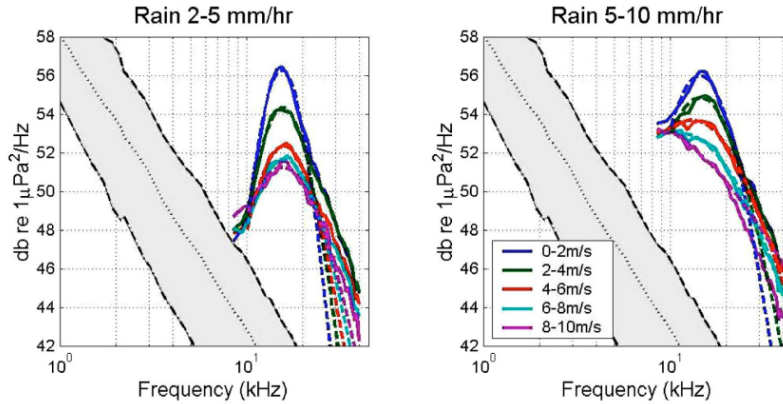 Rain 2-5 mm/hr
58
56
54
52
50
48
46
44
42
db re 1μPa²/Hz
10⁰
10¹
Frequency (kHz)
Rain 5-10 mm/hr
58
56
54
52
50
48
46
44
42
db re 1μPa²/Hz
0-2m/s
2-4m/s
4-6m/s
6-8m/s
8-10m/s
10⁰
10¹
Frequency (kHz)